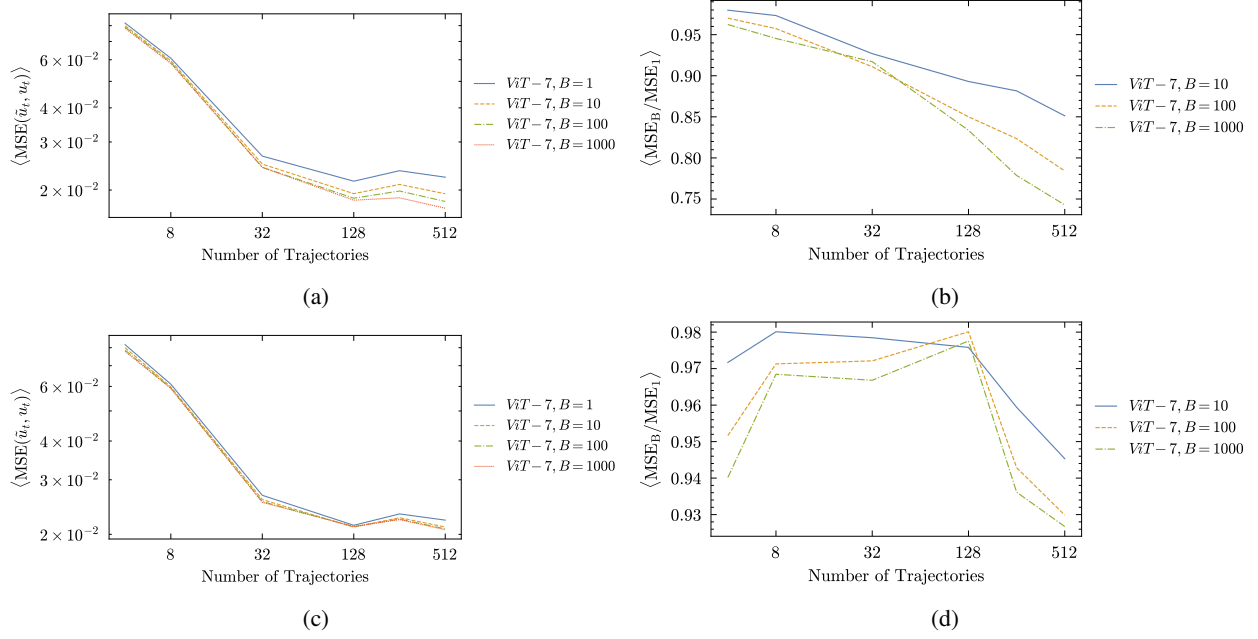 ⟨MSE(ũ_t, u_t)⟩
6 × 10⁻²
4 × 10⁻²
3 × 10⁻²
2 × 10⁻²
8 32 128 512
Number of Trajectories
ViT − 7, B = 1
ViT − 7, B = 10
ViT − 7, B = 100
ViT − 7, B = 1000
(a)
⟨MSE_B/MSE_1⟩
0.95
0.90
0.85
0.80
0.75
8 32 128 512
Number of Trajectories
ViT − 7, B = 10
ViT − 7, B = 100
ViT − 7, B = 1000
(b)
⟨MSE(ũ_t, u_t)⟩
6 × 10⁻²
4 × 10⁻²
3 × 10⁻²
2 × 10⁻²
8 32 128 512
Number of Trajectories
ViT − 7, B = 1
ViT − 7, B = 10
ViT − 7, B = 100
ViT − 7, B = 1000
(c)
⟨MSE_B/MSE_1⟩
0.98
0.97
0.96
0.95
0.94
0.93
8 32 128 512
Number of Trajectories
ViT − 7, B = 10
ViT − 7, B = 100
ViT − 7, B = 1000
(d)